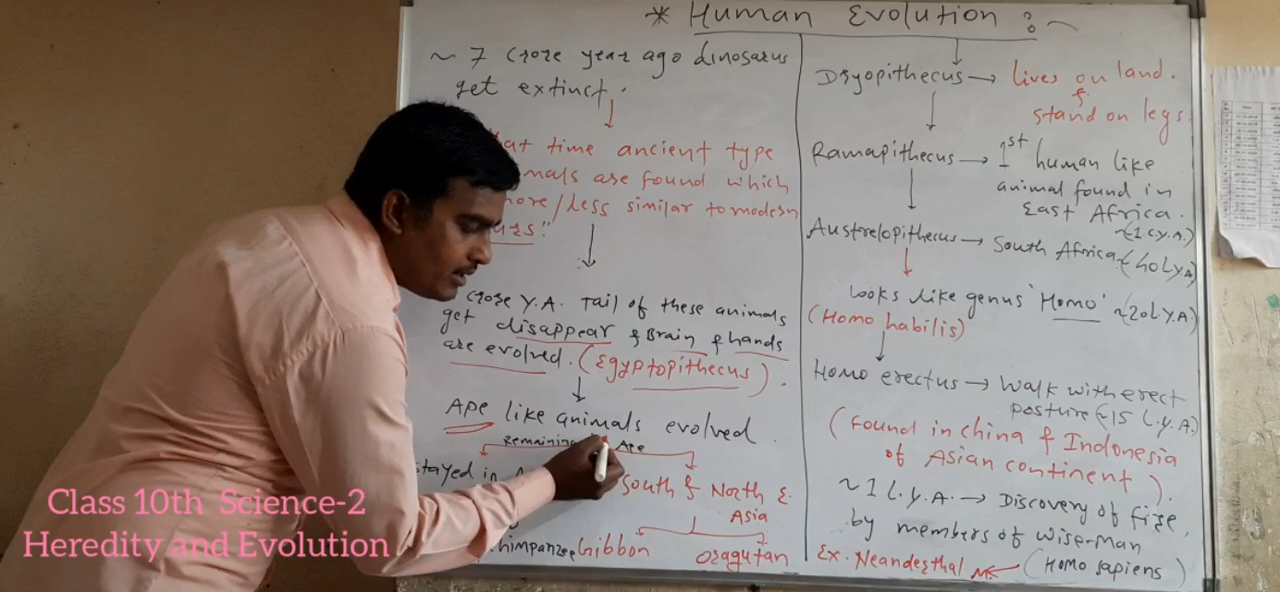 * Human Evolution :~
~ 7 crore year ago dinosarus
get extinct.
at time ancient type
mals are found which
more/less similar to modern
urs"
crore Y.A. Tail of these animals
get disappear & Brain & hands
are evolved. (Egyptopithecus).
Ape like animals evolved.
remaining Ape
stayed in
South & North E.
Asia
himpanzee Gibbon Oragutan
Dryopithecus → lives on land.
&
stand on legs.
Ramapithecus → 1st human like
animal found in
East Africa.
~(1.C.Y.A.)
Austrelopithecus → South Africa ~(40 L Y A)
looks like genus 'Homo' ~(20 L Y.A.)
(Homo habilis)
Homo erectus → Walk with erect
posture (~15 L.Y.A.)
(Found in China & Indonesia
of Asian continent).
~ 1 L.Y.A. → Discovery of fire,
by members of Wise-Man
Ex. Neanderthal (Homo sapiens)
Class 10th Science-2
Heredity and Evolution